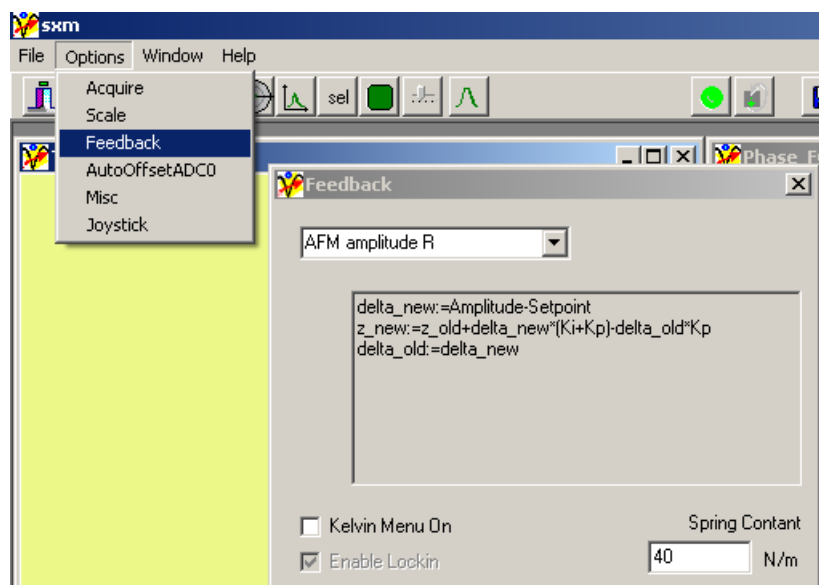 sxm
File Options Window Help
Acquire
Scale
Feedback
AutoOffsetADC0
Misc
Joystick
sel
Phase
Feedback
AFM amplitude R
delta_new:=Amplitude-Setpoint
z_new:=z_old+delta_new*(Ki+Kp)-delta_old*Kp
delta_old:=delta_new
Kelvin Menu On
Spring Contant
Enable Lockin
40 N/m